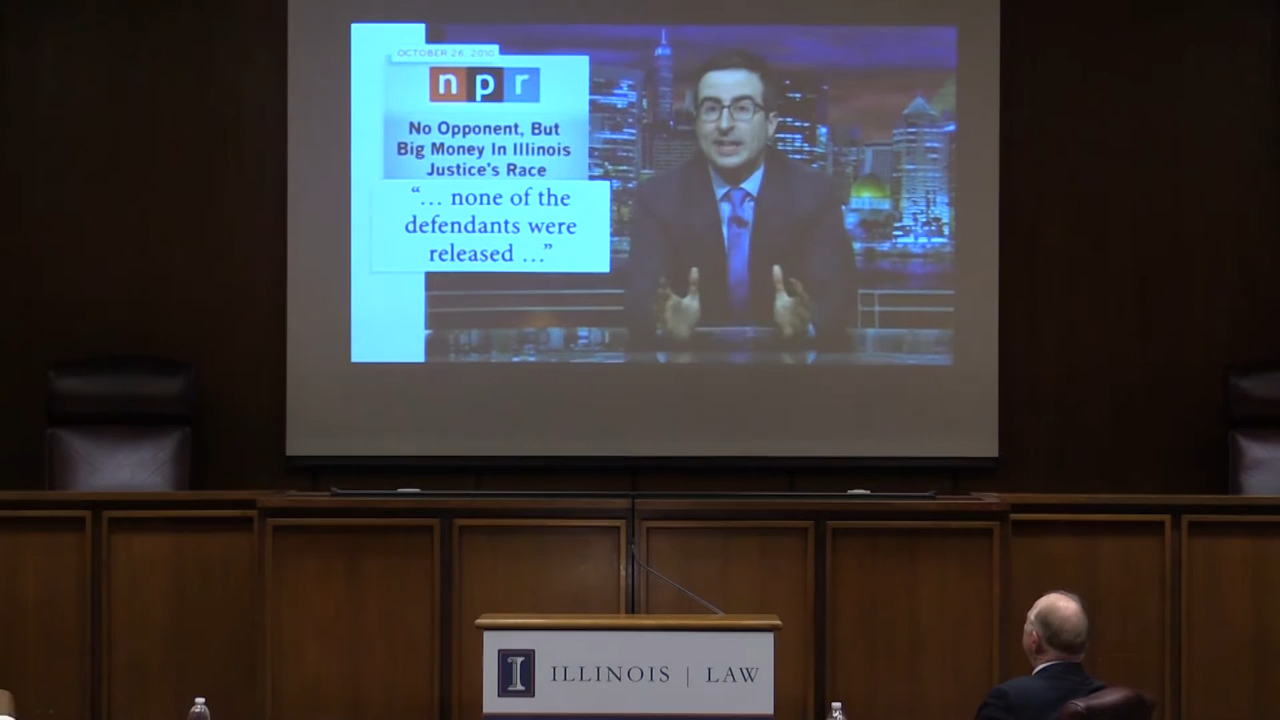 OCTOBER 26, 2010
npr
No Opponent, But
Big Money In Illinois
Justice's Race
“... none of the
defendants were
released ...”
I ILLINOIS | LAW